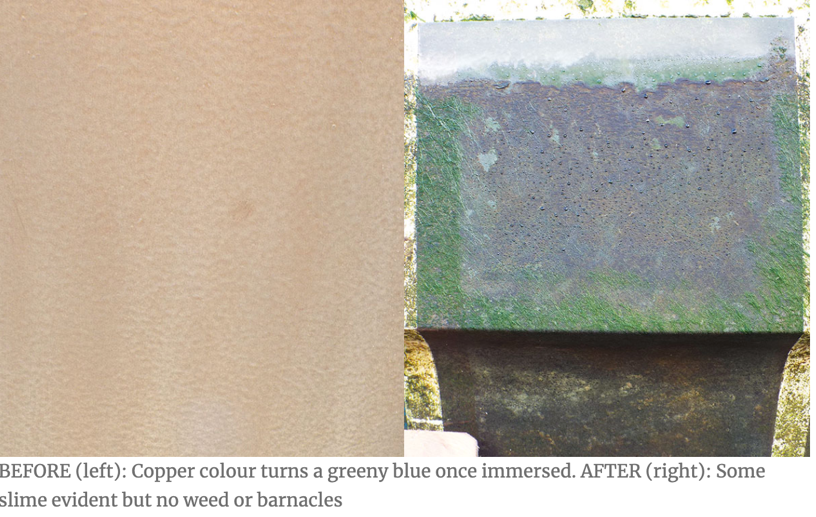 BEFORE (left): Copper colour turns a greeny blue once immersed. AFTER (right): Some
slime evident but no weed or barnacles